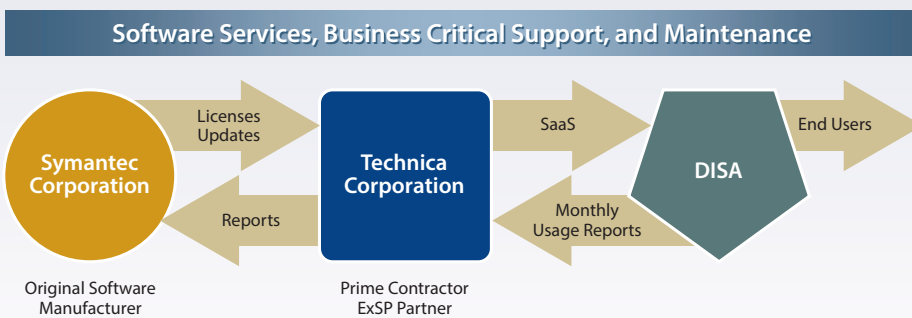 Software Services, Business Critical Support, and Maintenance
Licenses
Updates
SaaS
End Users
Symantec
Corporation
Technica
Corporation
DISA
Reports
Monthly
Usage Reports
Original Software
Manufacturer
Prime Contractor
ExSP Partner